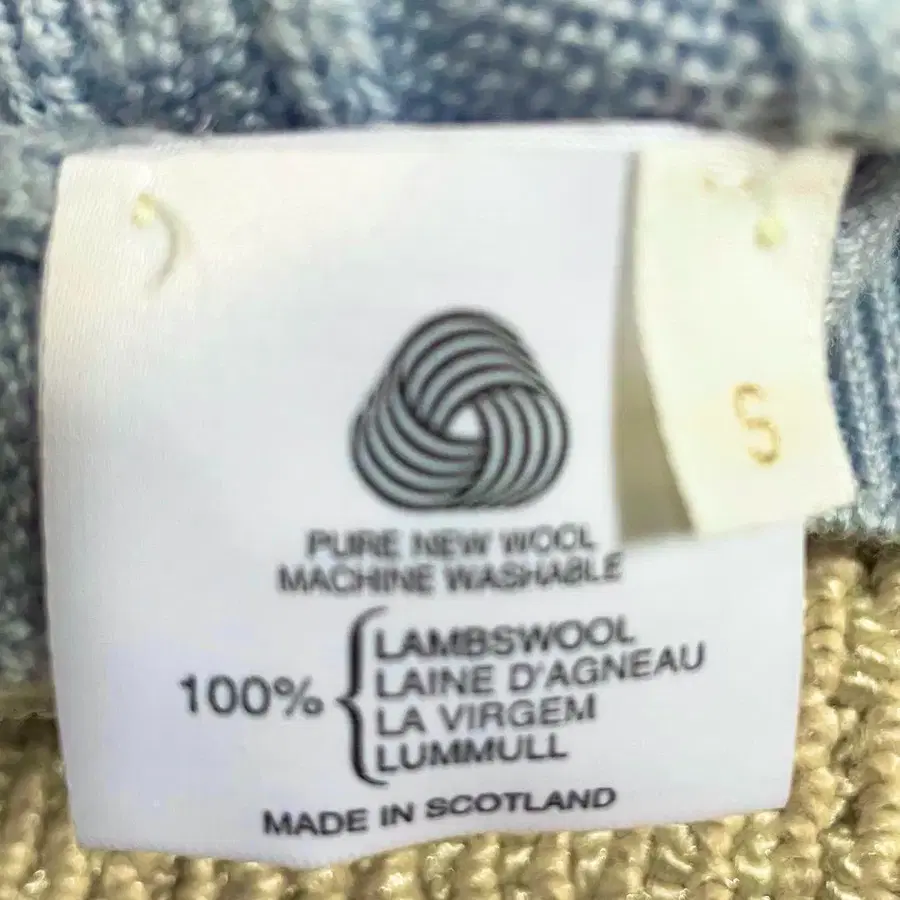 PURE NEW WOOL
MACHINE WASHABLE
100%
LAMBSWOOL
LAINE D'AGNEAU
LA VIRGEM
LUMMULL
MADE IN SCOTLAND
S